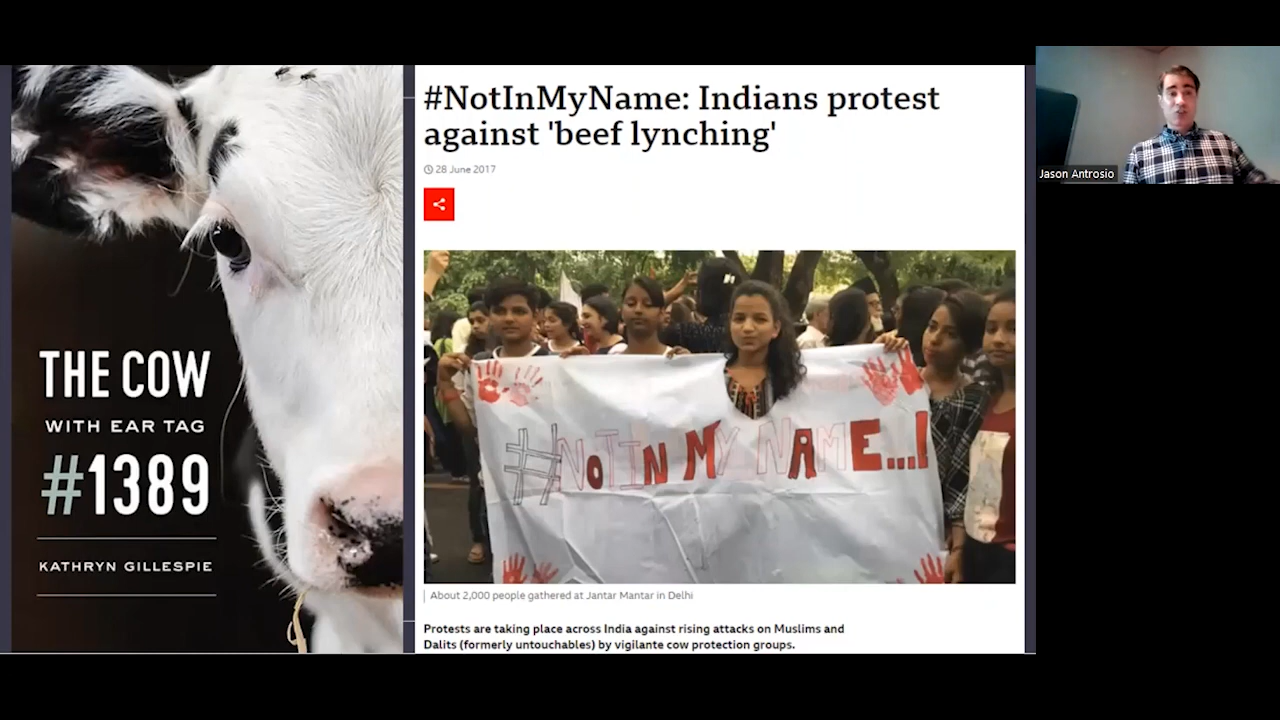 THE COW
WITH EAR TAG
#1389
KATHRYN GILLESPIE
#NotInMyName: Indians protest
against 'beef lynching'
28 June 2017
#NOT IN MY NAME...!
About 2,000 people gathered at Jantar Mantar in Delhi
Protests are taking place across India against rising attacks on Muslims and
Dalits (formerly untouchables) by vigilante cow protection groups.
Jason Antrosio